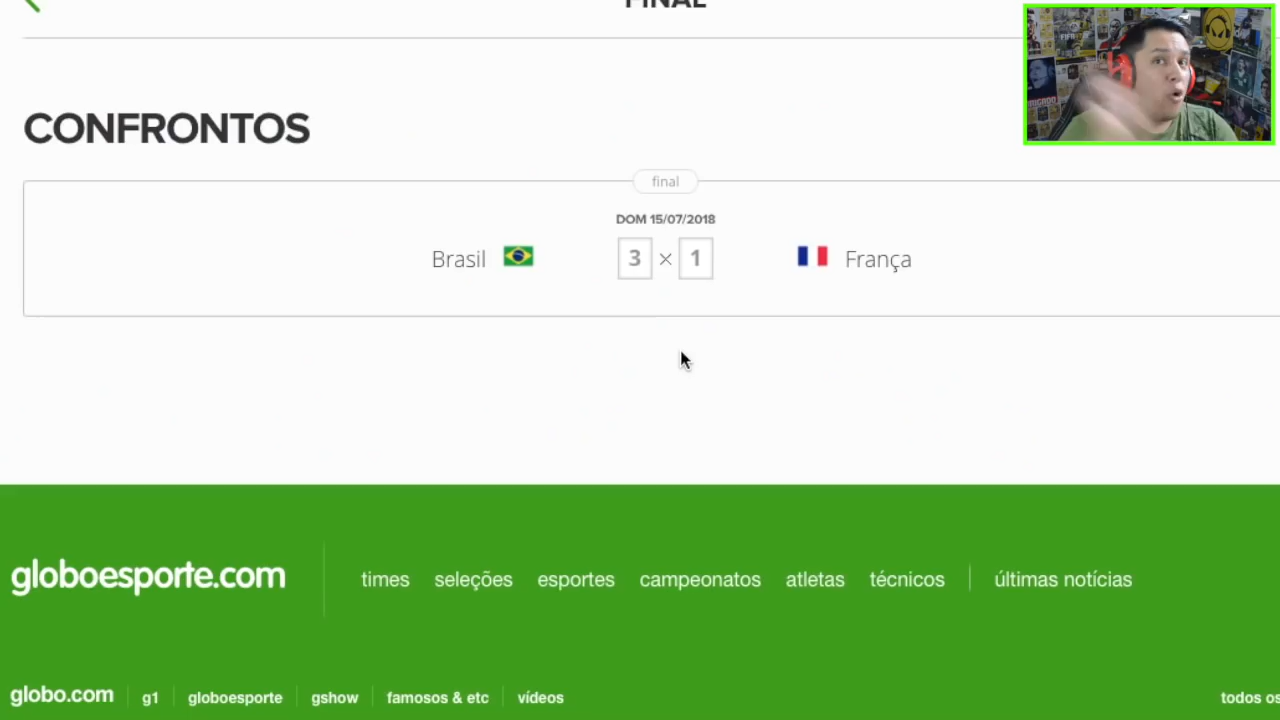 FINAL
CONFRONTOS
final
DOM 15/07/2018
Brasil 3 × 1 França
globoesporte.com times seleções esportes campeonatos atletas técnicos últimas notícias
globo.com g1 globoesporte gshow famosos & etc vídeos todos os